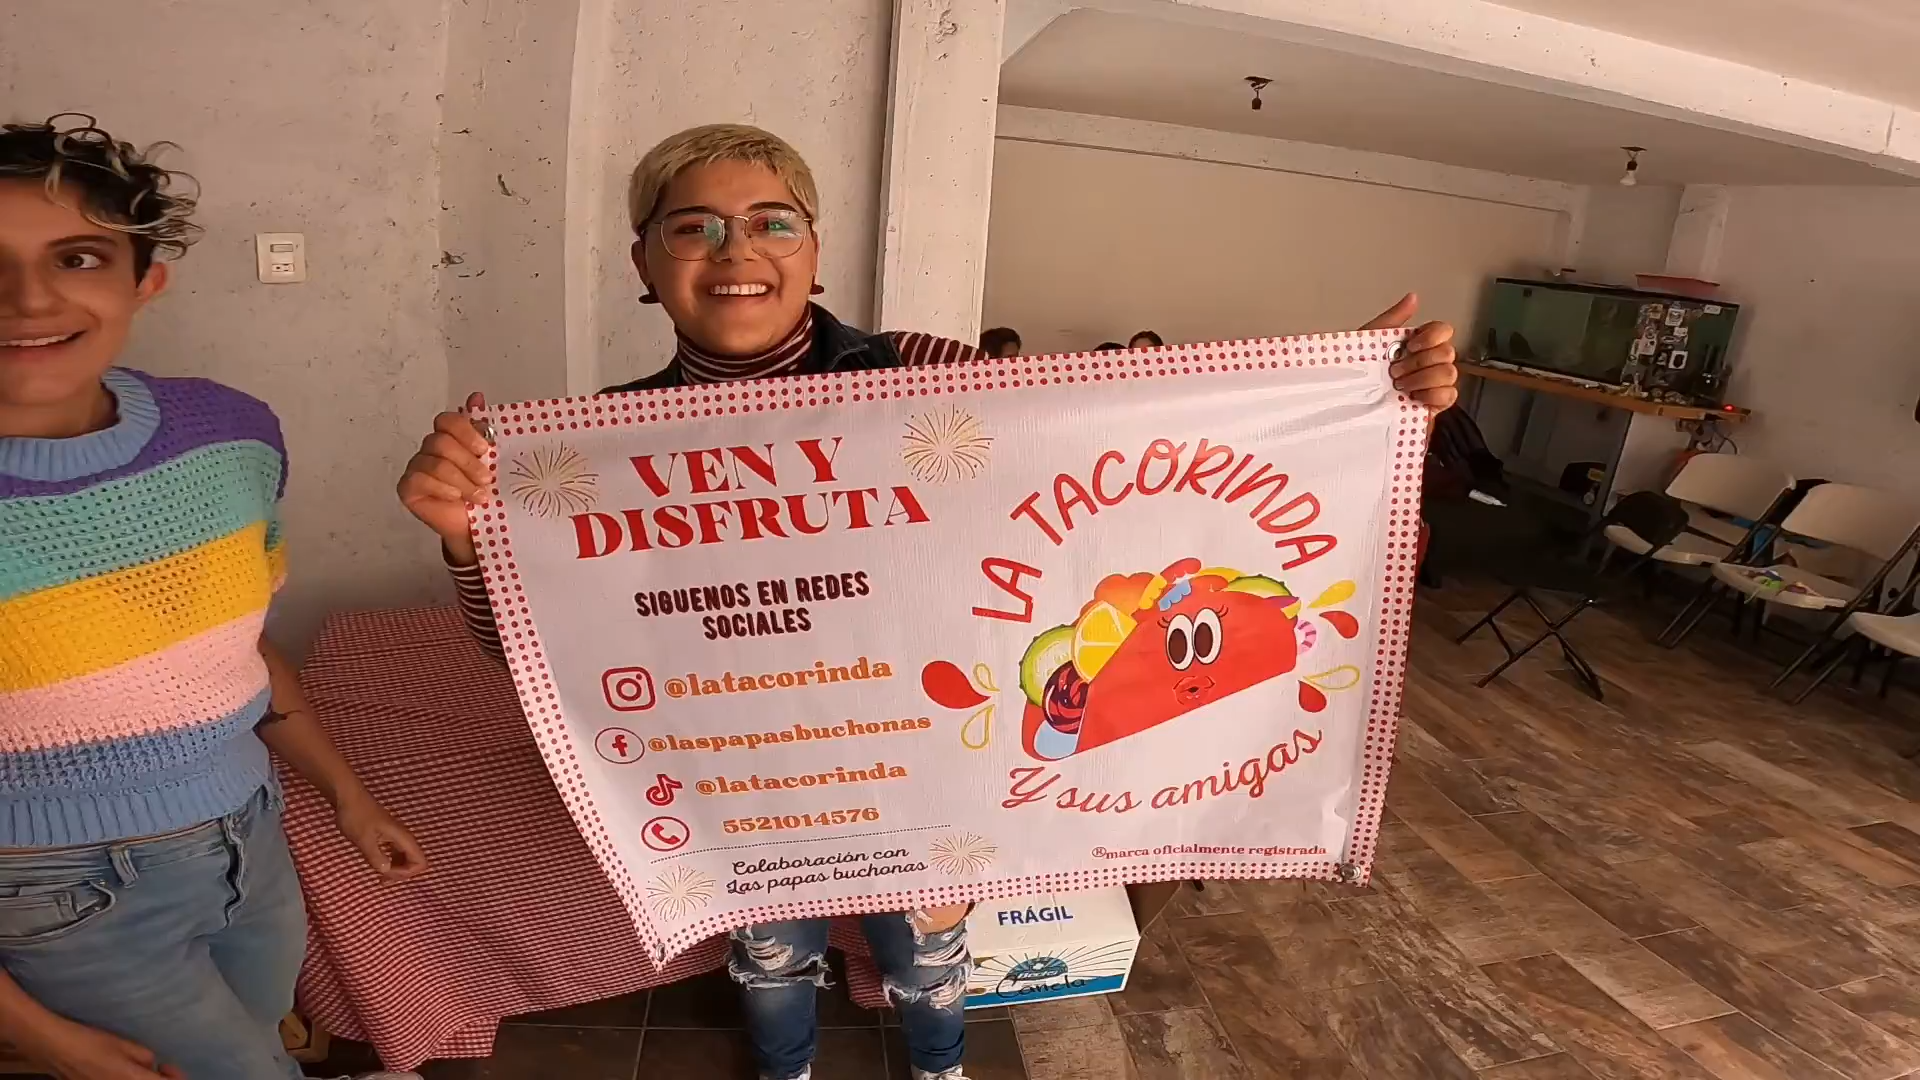 VEN Y
DISFRUTA
SIGUENOS EN REDES
SOCIALES
@latacorinda
@laspapasbuchonas
@latacorinda
5521014576
Colaboración con
Las papas buchonas
LA TACORINDA
Y sus amigas
®marca oficialmente registrada
FRÁGIL
Canela